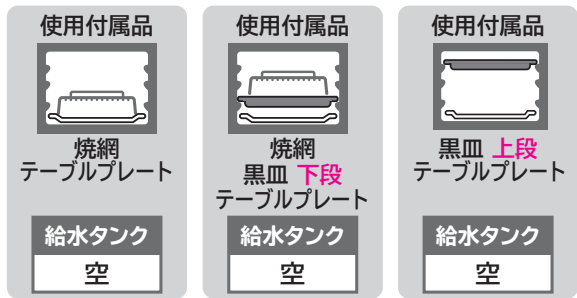 使用付属品
焼網
テーブルプレート
給水タンク
空
使用付属品
焼網
黒皿 下段
テーブルプレート
給水タンク
空
使用付属品
黒皿 上段
テーブルプレート
給水タンク
空